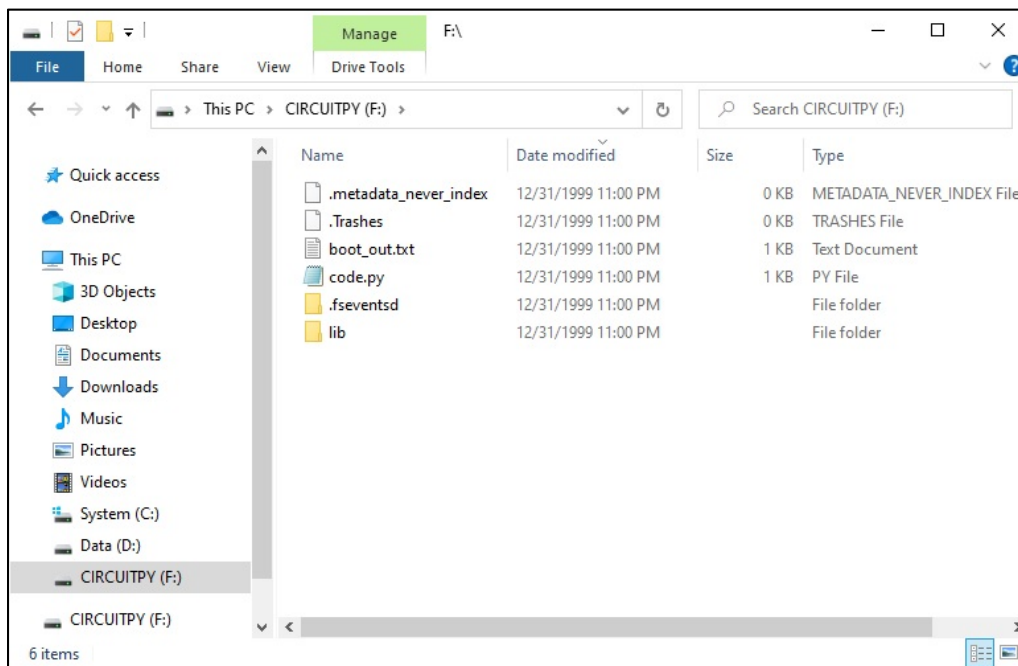 Manage F:\
File Home Share View Drive Tools
This PC > CIRCUITPY (F:) > Search CIRCUITPY (F:)
Name Date modified Size Type
Quick access
OneDrive
This PC
3D Objects
Desktop
Documents
Downloads
Music
Pictures
Videos
System (C:)
Data (D:)
CIRCUITPY (F:)
CIRCUITPY (F:)
.metadata_never_index 12/31/1999 11:00 PM 0 KB METADATA_NEVER_INDEX File
.Trashes 12/31/1999 11:00 PM 0 KB TRASHES File
boot_out.txt 12/31/1999 11:00 PM 1 KB Text Document
code.py 12/31/1999 11:00 PM 1 KB PY File
.fseventsd 12/31/1999 11:00 PM File folder
lib 12/31/1999 11:00 PM File folder
6 items